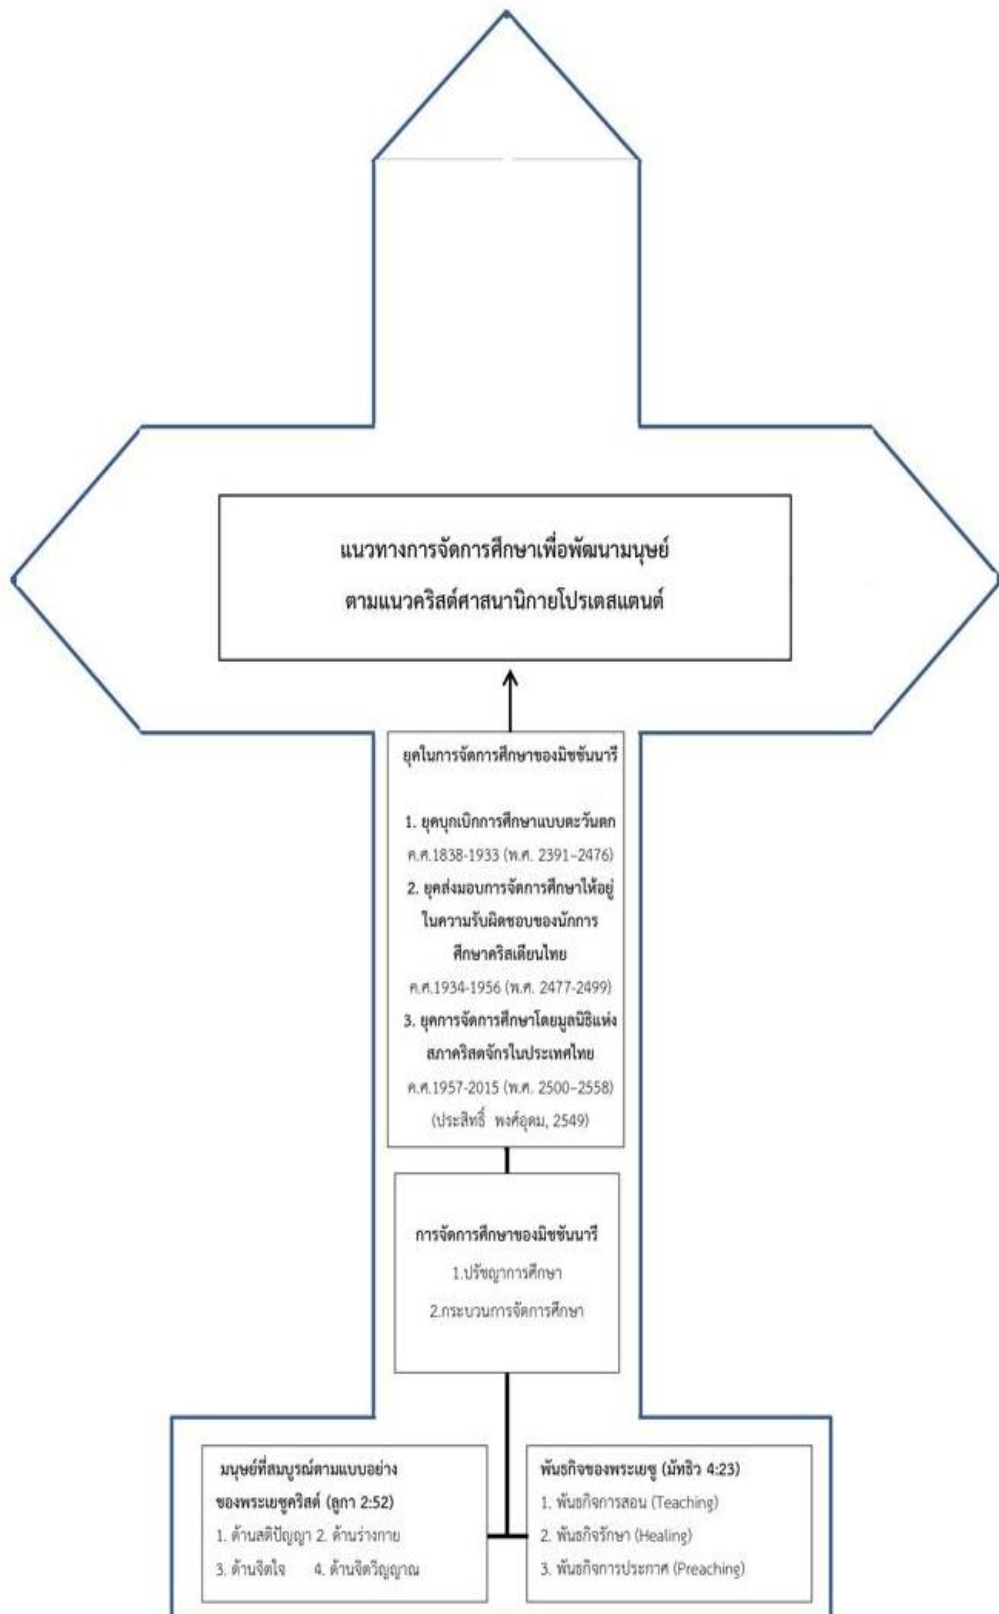 แนวทางการจัดการศึกษาเพื่อพัฒนามนุษย์
ตามแนวคริสต์ศาสนานิกายโปรเตสแตนต์
ยุคในการจัดการศึกษาของมิชชันนารี
1. ยุคบุกเบิกการศึกษาแบบตะวันตก
ค.ศ.1838-1933 (พ.ศ. 2391–2476)
2. ยุคส่งมอบการจัดการศึกษาให้อยู่
ในความรับผิดชอบของนักการ
ศึกษาคริสเตียนไทย
ค.ศ.1934-1956 (พ.ศ. 2477-2499)
3. ยุคการจัดการศึกษาโดยมูลนิธิแห่ง
สภาคริสตจักรในประเทศไทย
ค.ศ.1957-2015 (พ.ศ. 2500–2558)
(ประสิทธิ์ พงศ์อุดม, 2549)
การจัดการศึกษาของมิชชันนารี
1.ปรัชญาการศึกษา
2.กระบวนการจัดการศึกษา
มนุษย์ที่สมบูรณ์ตามแบบอย่าง
ของพระเยซูคริสต์ (ลูกา 2:52)
1. ด้านสติปัญญา 2. ด้านร่างกาย
3. ด้านจิตใจ 4. ด้านจิตวิญญาณ
พันธกิจของพระเยซู (มัทธิว 4:23)
1. พันธกิจการสอน (Teaching)
2. พันธกิจรักษา (Healing)
3. พันธกิจการประกาศ (Preaching)